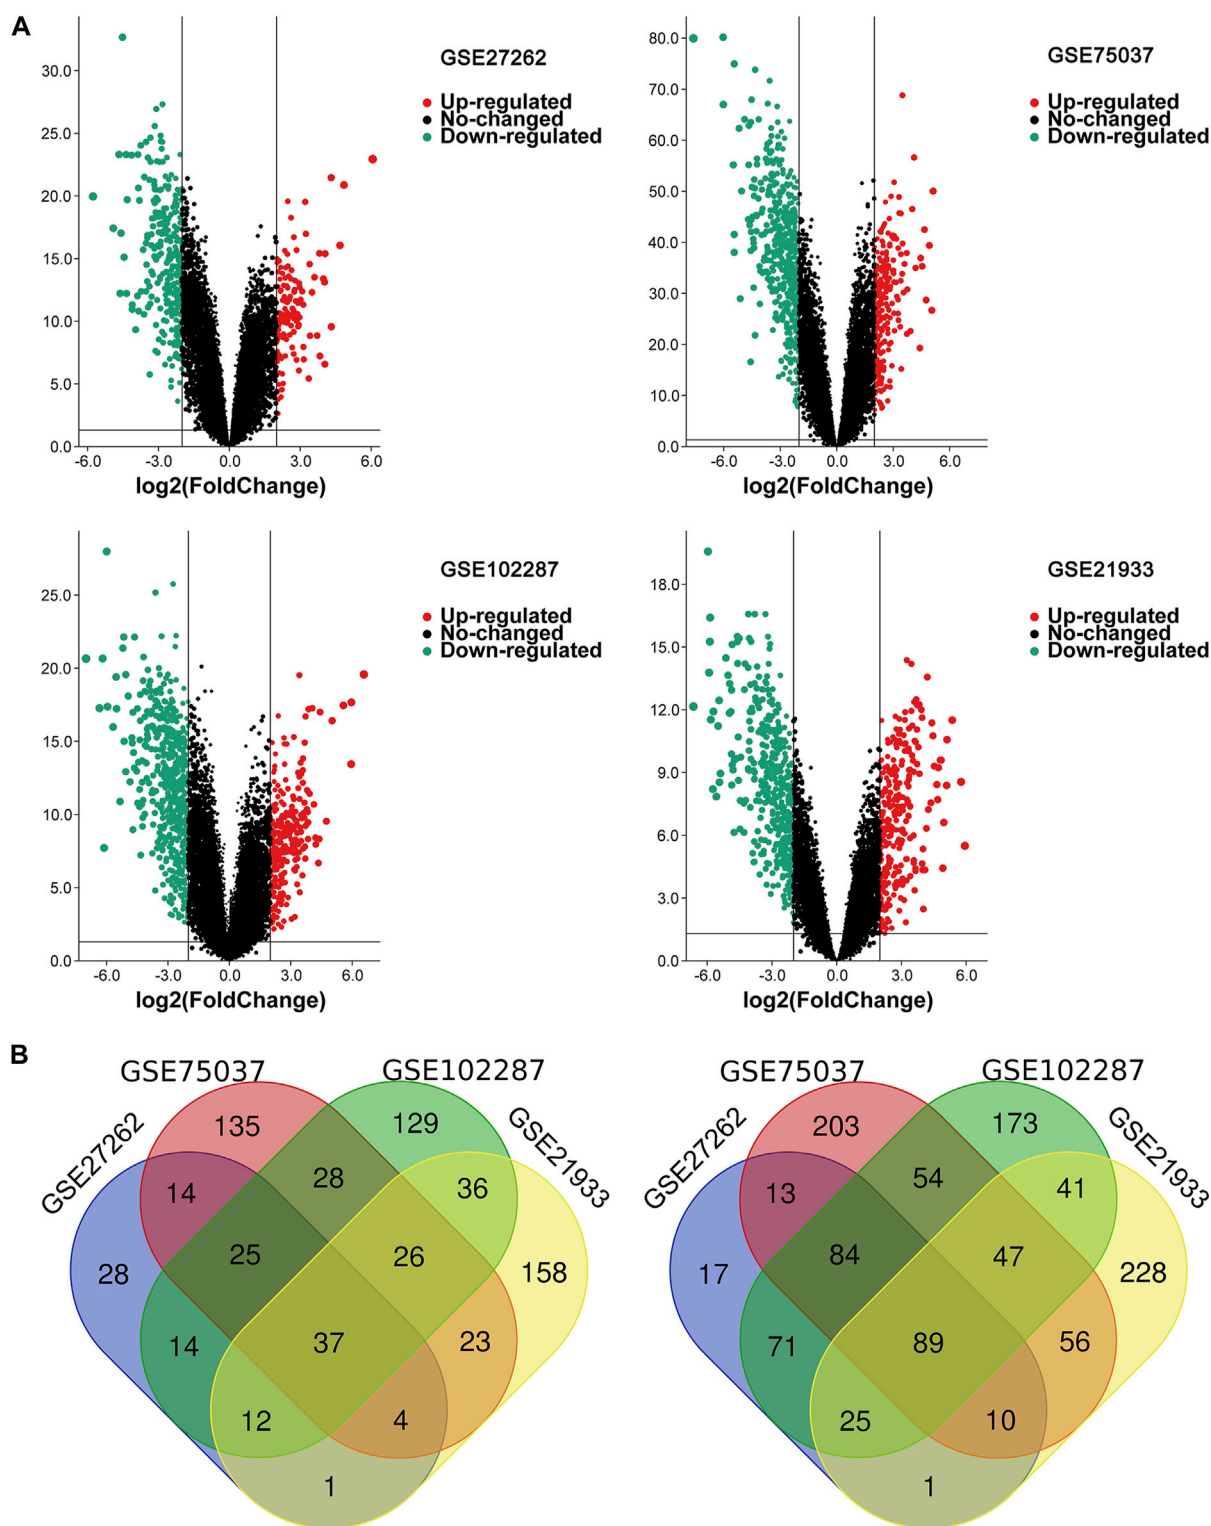 A
GSE27262
Up-regulated
No-changed
Down-regulated
30.0
25.0
20.0
15.0
10.0
5.0
0.0
-6.0 -3.0 0.0 3.0 6.0
log2(FoldChange)
GSE75037
Up-regulated
No-changed
Down-regulated
80.0
70.0
60.0
50.0
40.0
30.0
20.0
10.0
0.0
-6.0 -3.0 0.0 3.0 6.0
log2(FoldChange)
GSE102287
Up-regulated
No-changed
Down-regulated
25.0
20.0
15.0
10.0
5.0
0.0
-6.0 -3.0 0.0 3.0 6.0
log2(FoldChange)
GSE21933
Up-regulated
No-changed
Down-regulated
18.0
15.0
12.0
9.0
6.0
3.0
0.0
-6.0 -3.0 0.0 3.0 6.0
log2(FoldChange)
B
GSE27262
GSE75037
GSE102287
GSE21933
135 129
28
14 36
25 26
28 158
14 37 23
12 4
1
GSE27262
GSE75037
GSE102287
GSE21933
203 173
54
13 41
84 47
17 228
71 89 56
25 10
1